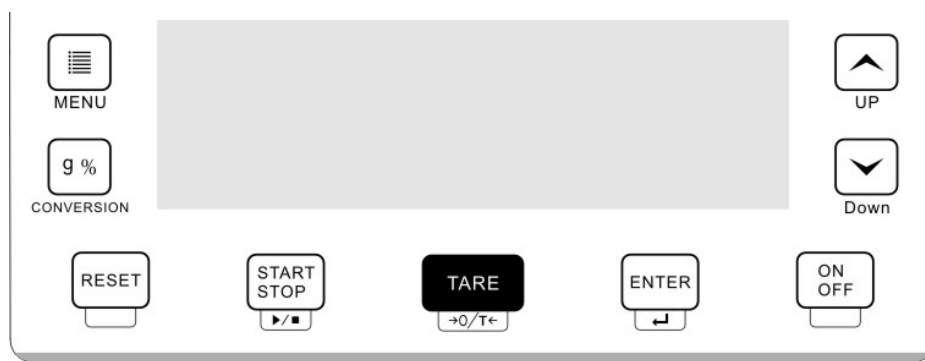 MENU
UP
g %
CONVERSION
Down
RESET
START
STOP
TARE
→0/T←
ENTER
ON
OFF